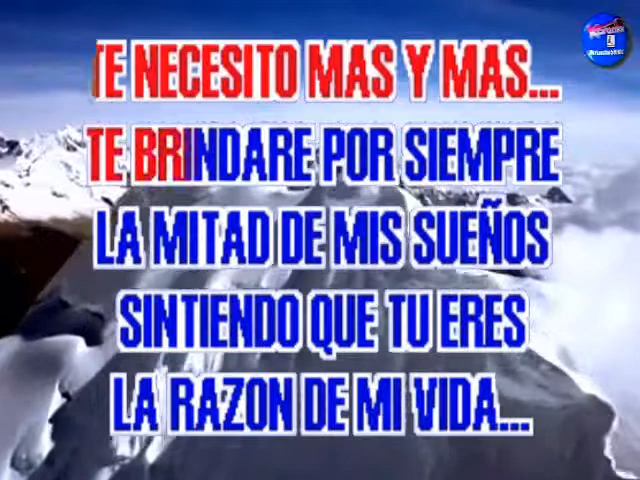 TE NECESITO MAS Y MAS...
TE BRINDARE POR SIEMPRE
LA MITAD DE MIS SUEÑOS
SINTIENDO QUE TU ERES
LA RAZON DE MI VIDA...